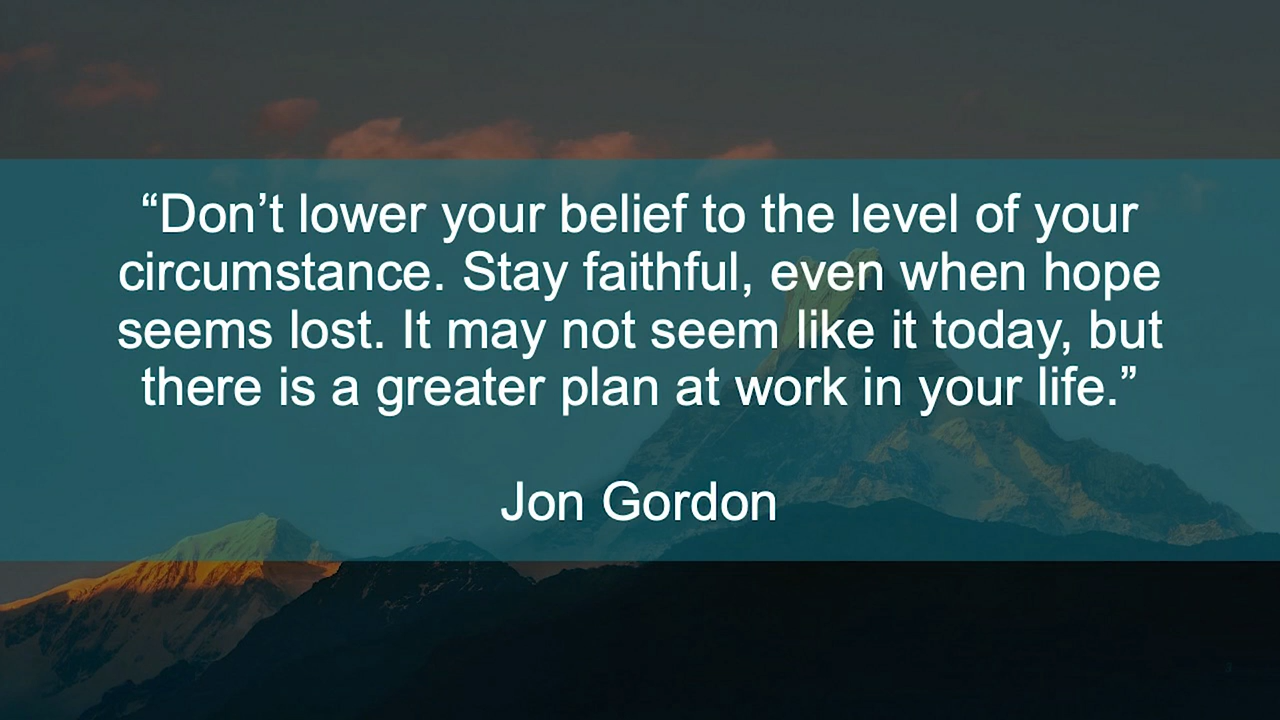 “Don’t lower your belief to the level of your
circumstance. Stay faithful, even when hope
seems lost. It may not seem like it today, but
there is a greater plan at work in your life.”
Jon Gordon